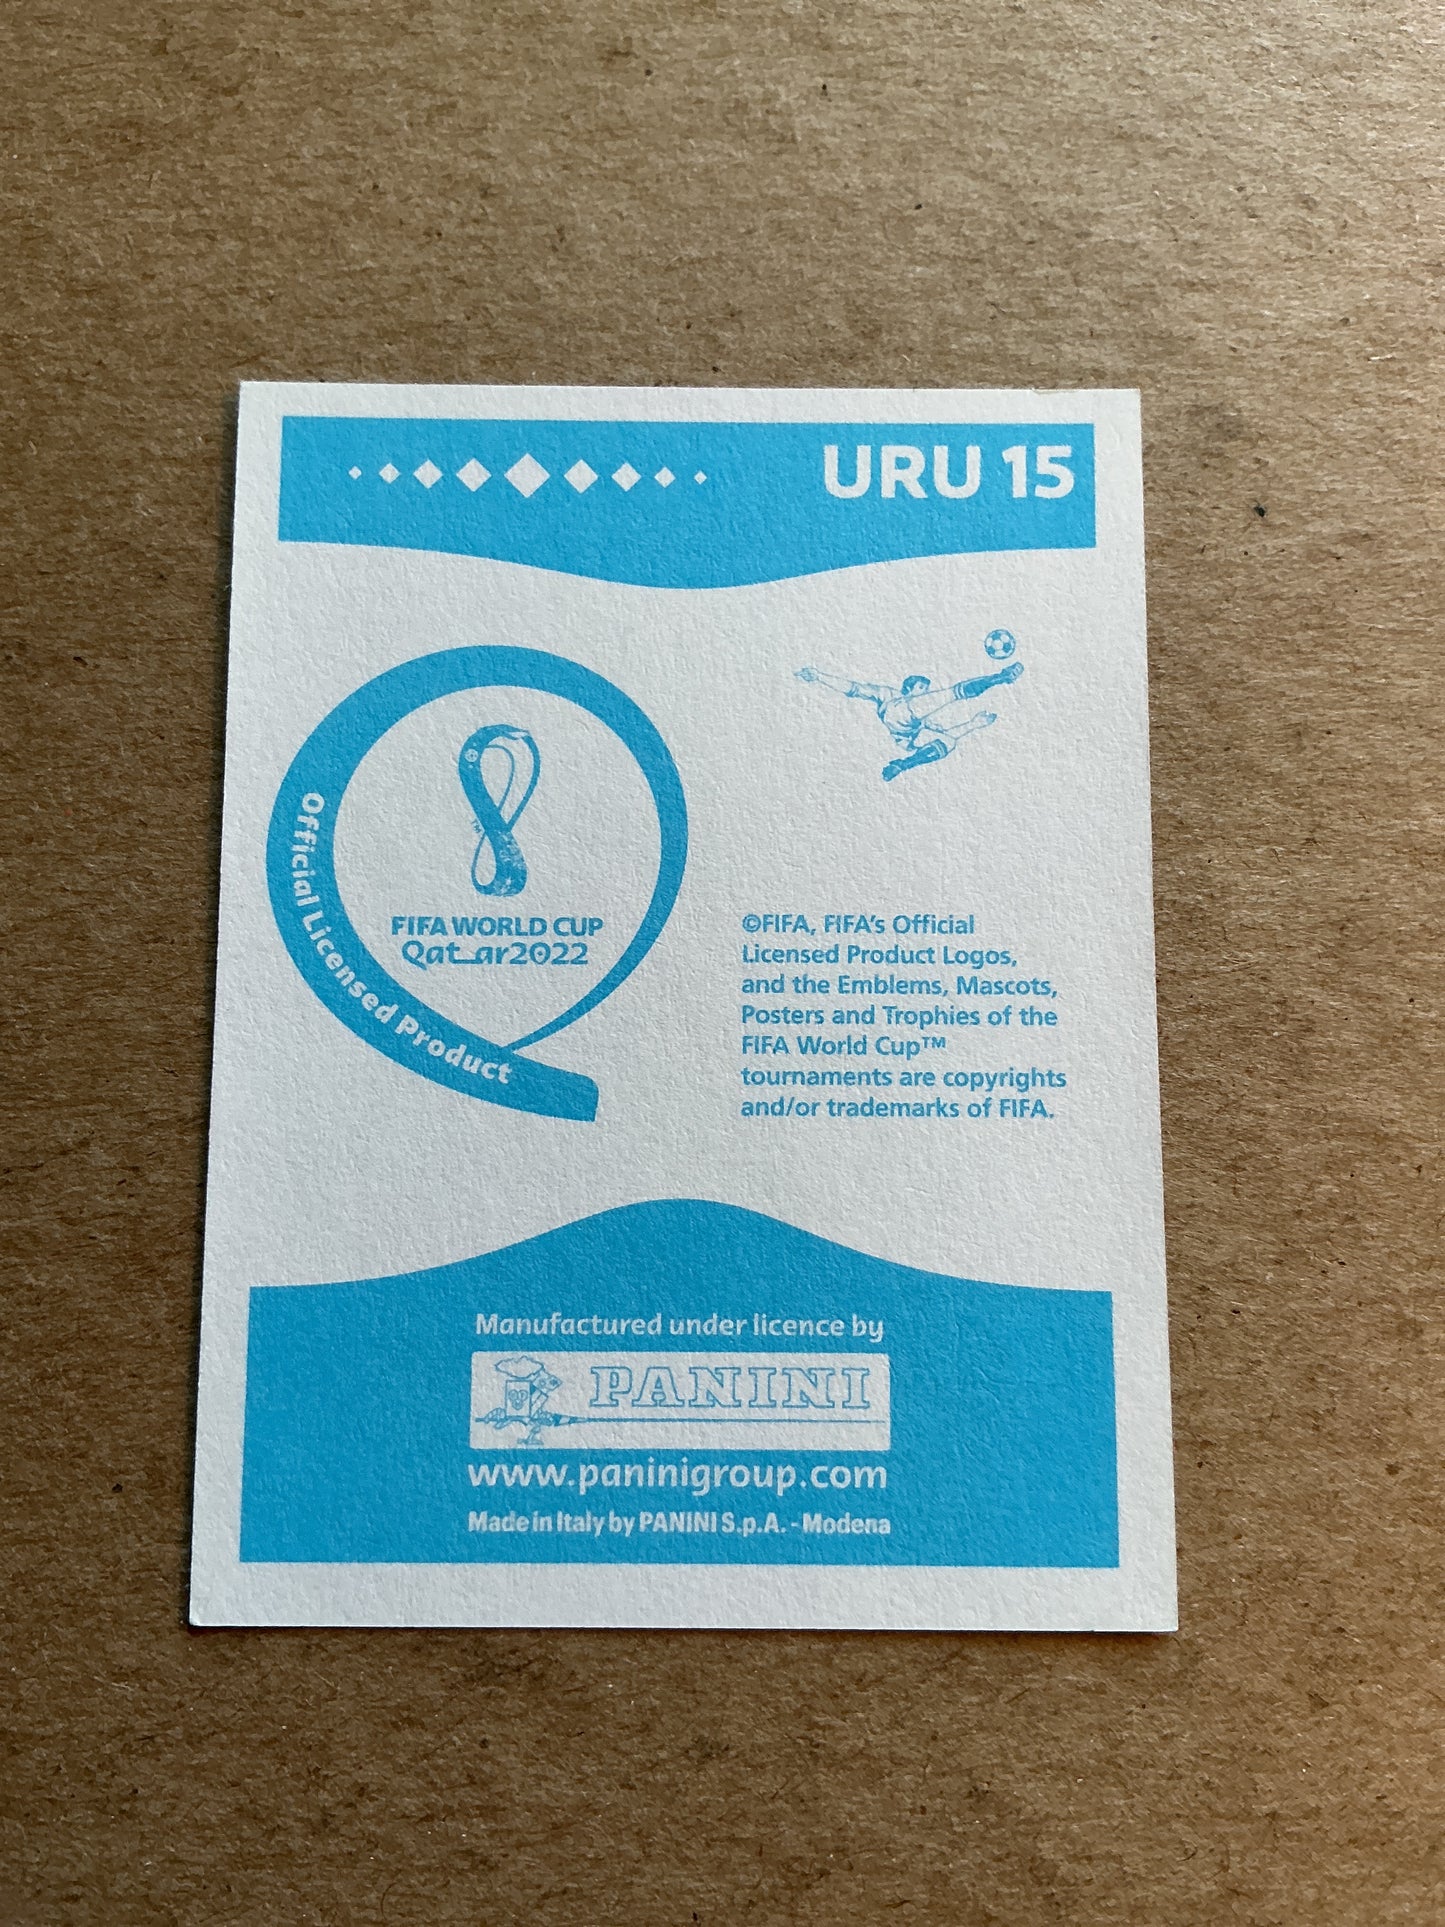 URU 15
Official Licensed Product
FIFA WORLD CUP
Qatar2022
©FIFA, FIFA's Official
Licensed Product Logos,
and the Emblems, Mascots,
Posters and Trophies of the
FIFA World Cup™
tournaments are copyrights
and/or trademarks of FIFA.
Manufactured under licence by
PANINI
www.paninigroup.com
Made in Italy by PANINI S.p.A. - Modena